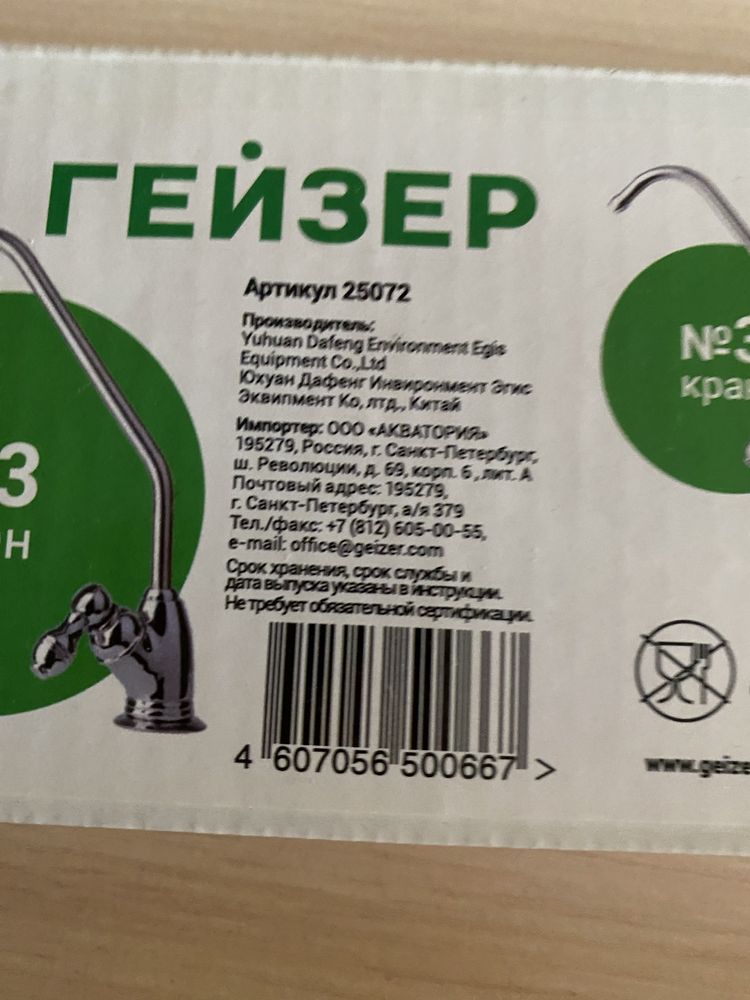 ГЕЙЗЕР
Артикул 25072
Производитель:
Yuhuan Dafeng Environment Egis
Equipment Co.,Ltd
Юхуан Дафенг Инвиронмент Эгис
Эквипмент Ко, лтд., Китай
Импортер: ООО «АКВАТОРИЯ»
195279, Россия, г. Санкт-Петербург,
ш. Революции, д. 69, корп. 6 , лит. А
Почтовый адрес: 195279,
г. Санкт-Петербург, а/я 379
Тел./факс: +7 (812) 605-00-55,
e-mail: office@geizer.com
Срок хранения, срок службы и
дата выпуска указаны в инструкции.
Не требует обязательной сертификации.
4 607056 500667 >
3
№3
www.geize